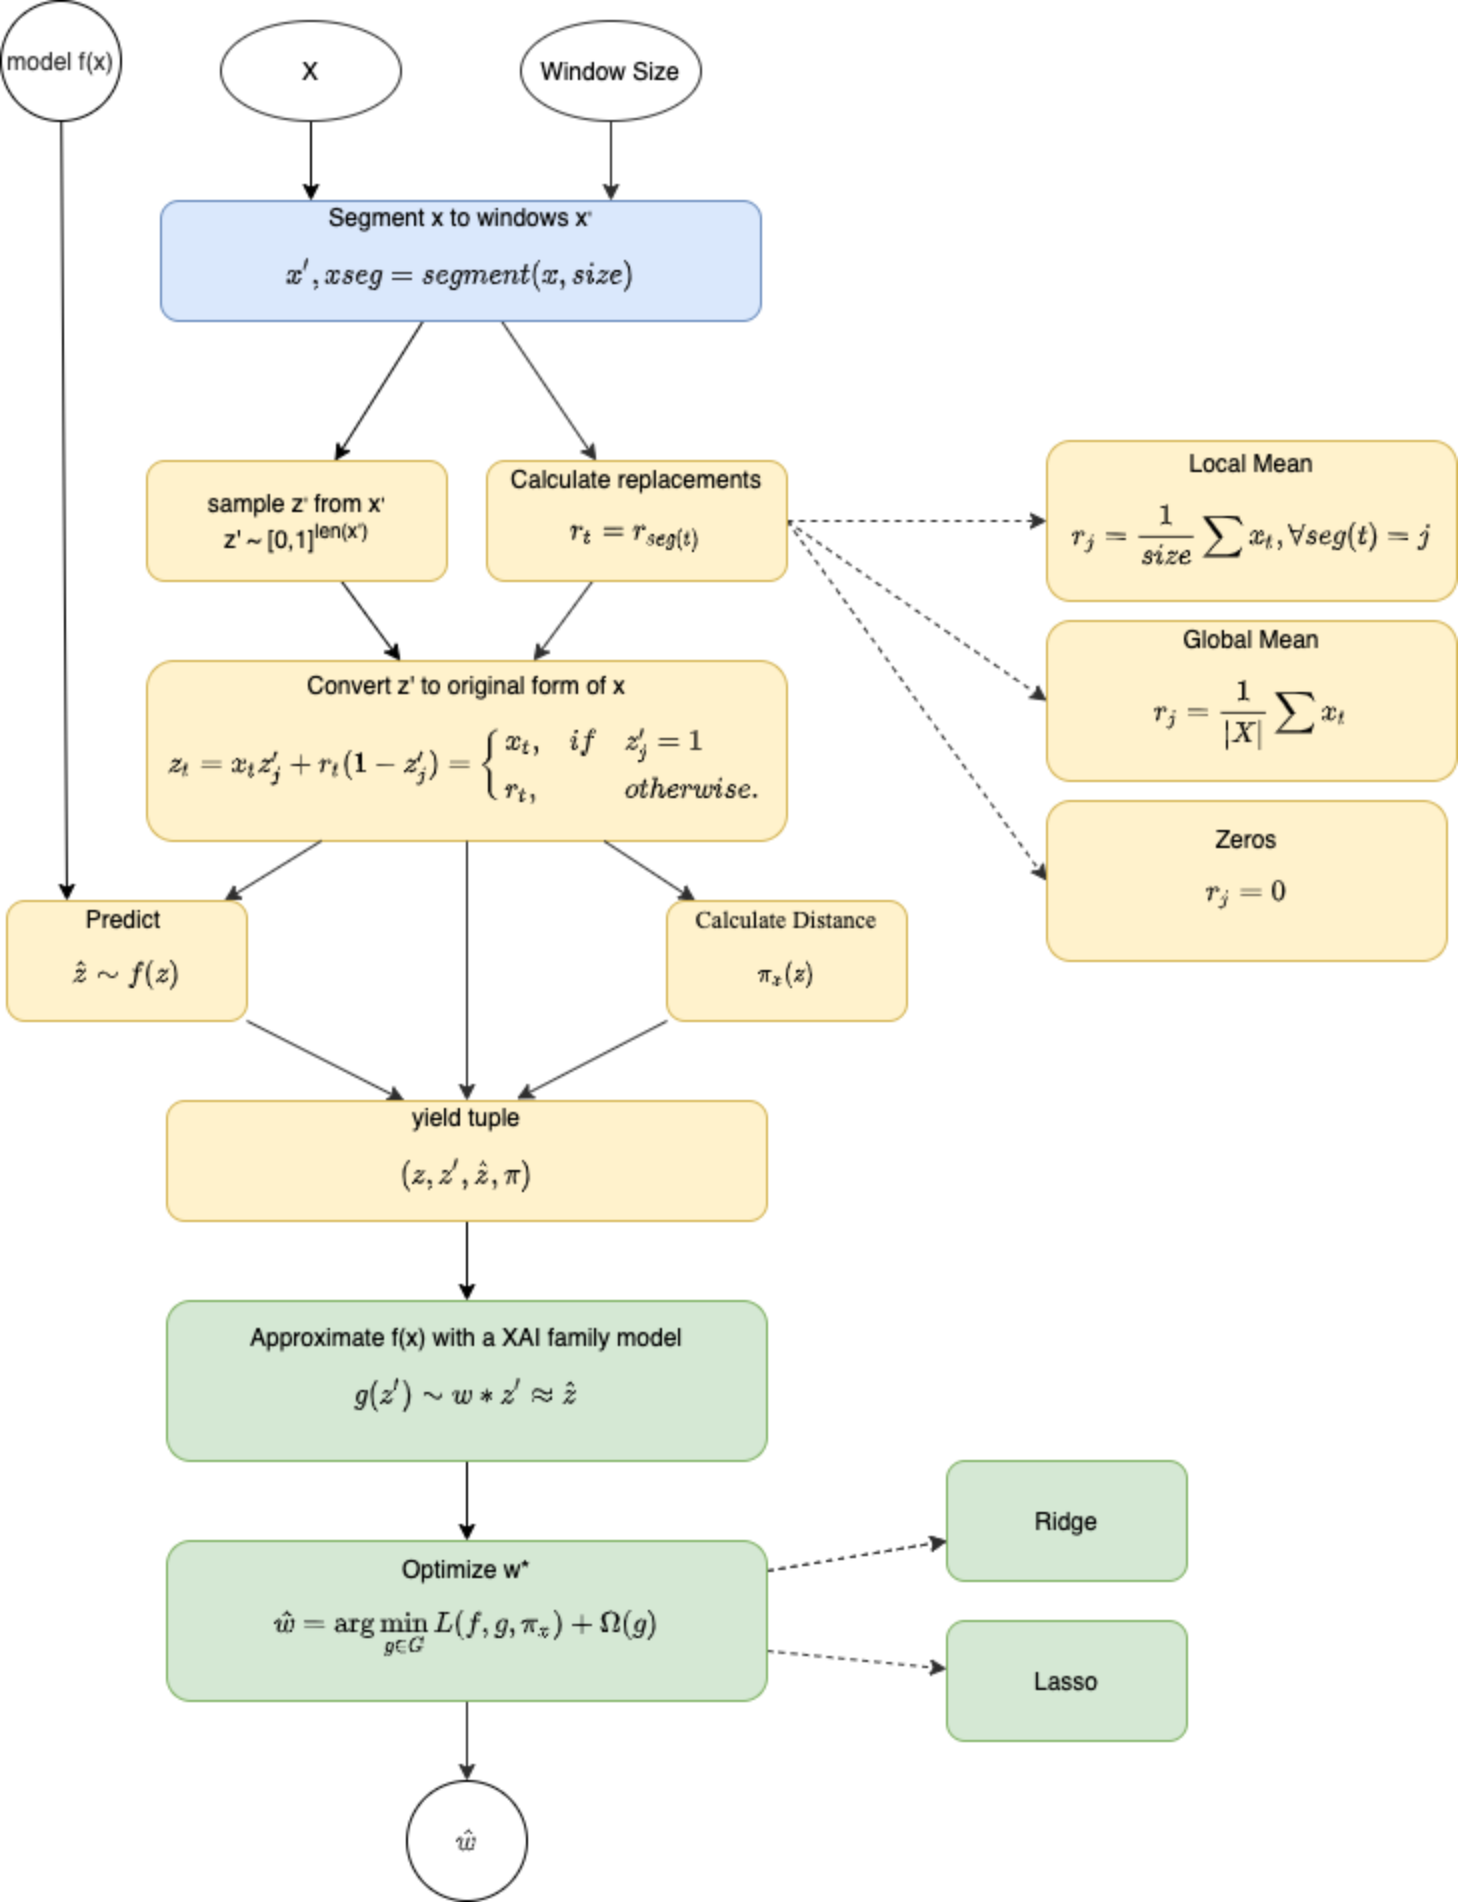 model f(x)
X
Window Size
Segment x to windows x'
x', xseg = segment(x, size)
sample z' from x'
z' ~ [0,1]^len(x')
Calculate replacements
r_t = r_seg(t)
Local Mean
r_j = \frac{1}{size} ∑ x_t, ∀seg(t) = j
Global Mean
r_j = \frac{1}{|X|} ∑ x_t
Zeros
r_j = 0
Convert z' to original form of x
z_t = x_t z'_j + r_t(1 − z'_j) = { x_t, if z'_j = 1
r_t, otherwise.
Predict
ẑ ∼ f(z)
Calculate Distance
π_x(z)
yield tuple
(z, z', ẑ, π)
Approximate f(x) with a XAI family model
g(z') ∼ w * z' ≈ ẑ
Optimize w*
ŵ = arg min_{g∈G} L(f, g, π_x) + Ω(g)
Ridge
Lasso
ŵ